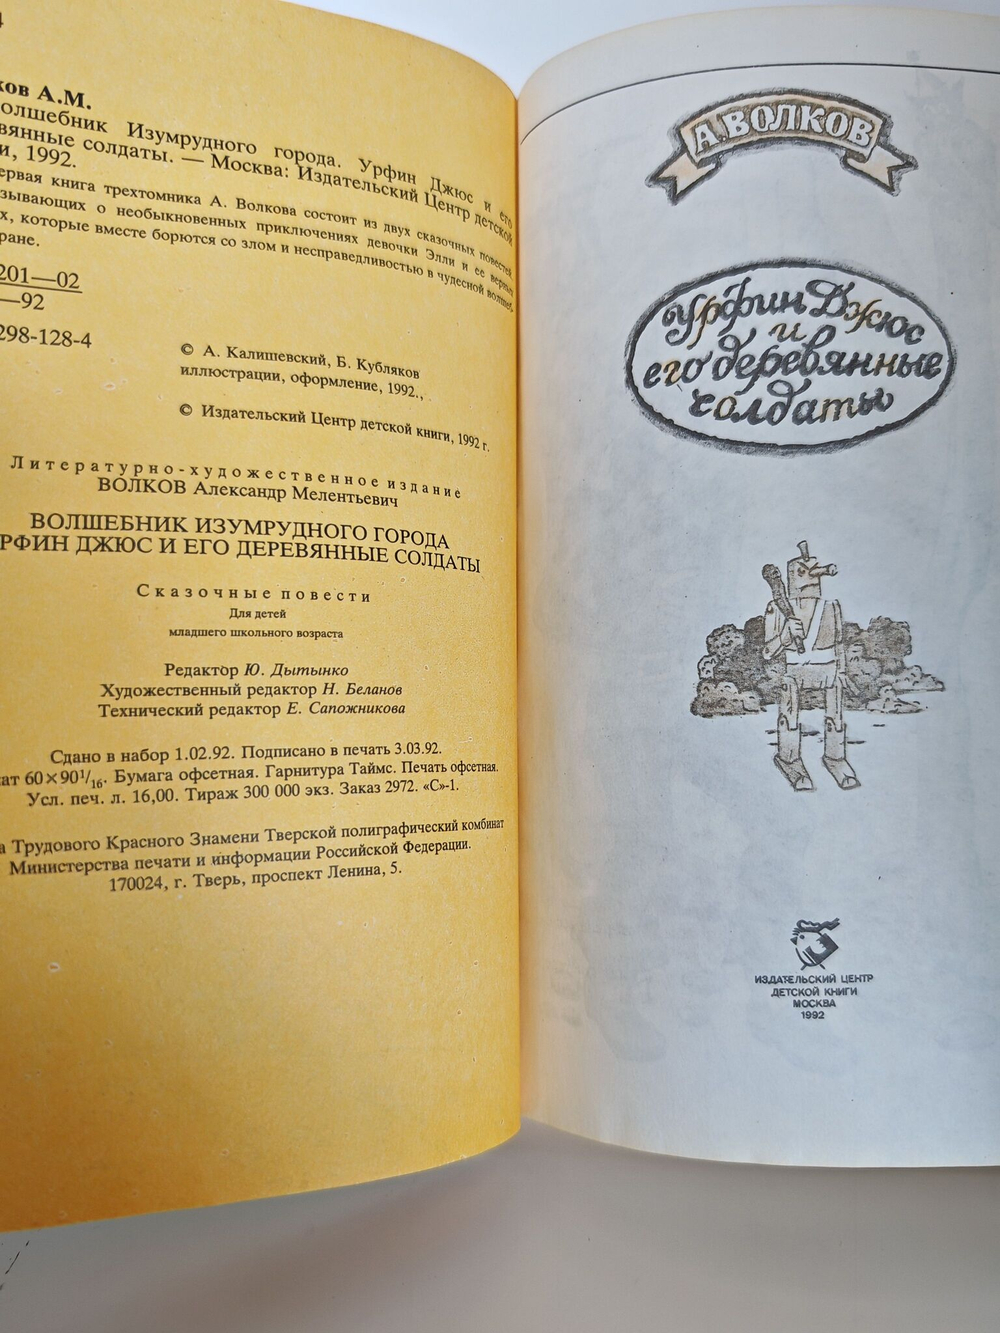 4
ков А.М.
олшебник Изумрудного города. Урфин Джюс и его
вянные солдаты. — Москва: Издательский Центр детской
и, 1992.
ервая книга трехтомника А. Волкова состоит из двух сказочных повестей,
зывающих о необыкновенных приключениях девочки Элли и ее верных
х, которые вместе борются со злом и несправедливостью в чудесной волшеб-
ране.
201—02
—92
298-128-4
© А. Калишевский, Б. Кубляков
иллюстрации, оформление, 1992.,
© Издательский Центр детской книги, 1992 г.
Литературно-художественное издание
ВОЛКОВ Александр Мелентьевич
ВОЛШЕБНИК ИЗУМРУДНОГО ГОРОДА
РФИН ДЖЮС И ЕГО ДЕРЕВЯННЫЕ СОЛДАТЫ
Сказочные повести
Для детей
младшего школьного возраста
Редактор Ю. Дытынко
Художественный редактор Н. Беланов
Технический редактор Е. Сапожникова
Сдано в набор 1.02.92. Подписано в печать 3.03.92.
ат 60×90 1/16. Бумага офсетная. Гарнитура Таймс. Печать офсетная.
Усл. печ. л. 16,00. Тираж 300 000 экз. Заказ 2972. «С»-1.
а Трудового Красного Знамени Тверской полиграфический комбинат
Министерства печати и информации Российской Федерации.
170024, г. Тверь, проспект Ленина, 5.
А.ВОЛКОВ
Урфин Джюс
и
его деревянные
солдаты
ИЗДАТЕЛЬСКИЙ ЦЕНТР
ДЕТСКОЙ КНИГИ
МОСКВА
1992